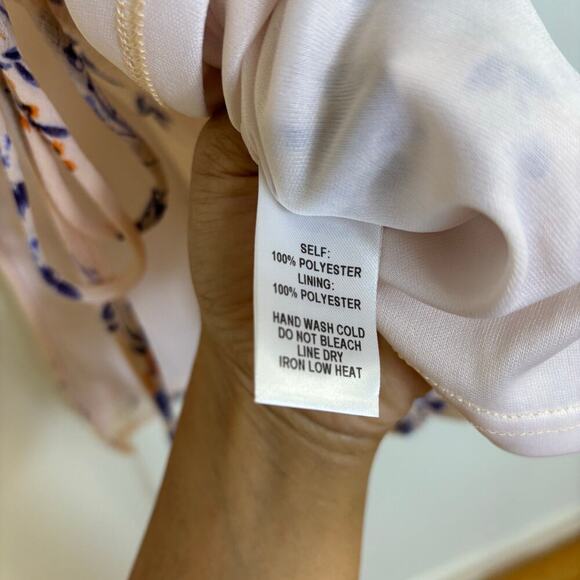 SELF:
100% POLYESTER
LINING:
100% POLYESTER
HAND WASH COLD
DO NOT BLEACH
LINE DRY
IRON LOW HEAT